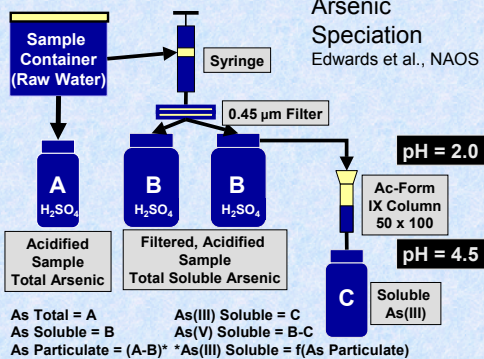 Arsenic
Speciation
Edwards et al., NAOS
Sample
Container
(Raw Water)
Syringe
0.45 µm Filter
A
H₂SO₄
B
H₂SO₄
B
H₂SO₄
pH = 2.0
Ac-Form
IX Column
50 x 100
pH = 4.5
C
Soluble
As(III)
Acidified
Sample
Total Arsenic
Filtered, Acidified
Sample
Total Soluble Arsenic
As Total = A
As(III) Soluble = C
As Soluble = B
As(V) Soluble = B-C
As Particulate = (A-B)* *As(III) Soluble = f(As Particulate)